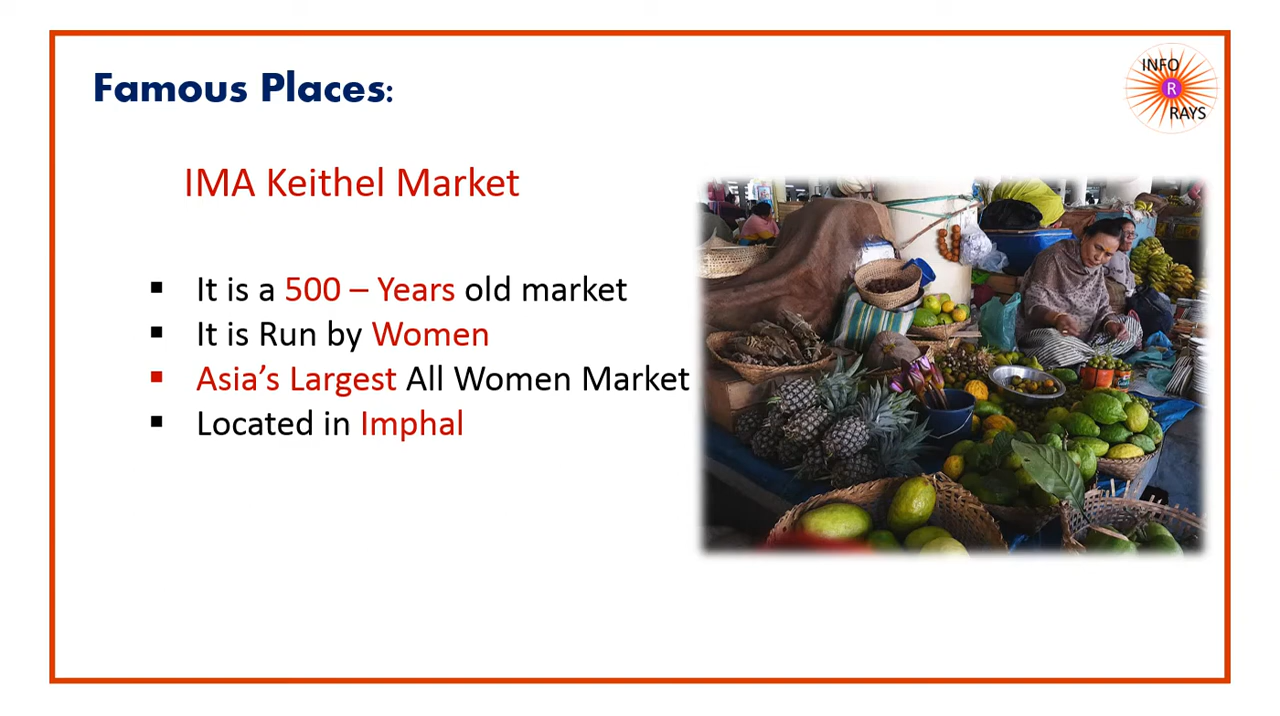 Famous Places:
INFO
R
RAYS
IMA Keithel Market
▪ It is a 500 – Years old market
▪ It is Run by Women
▪ Asia’s Largest All Women Market
▪ Located in Imphal